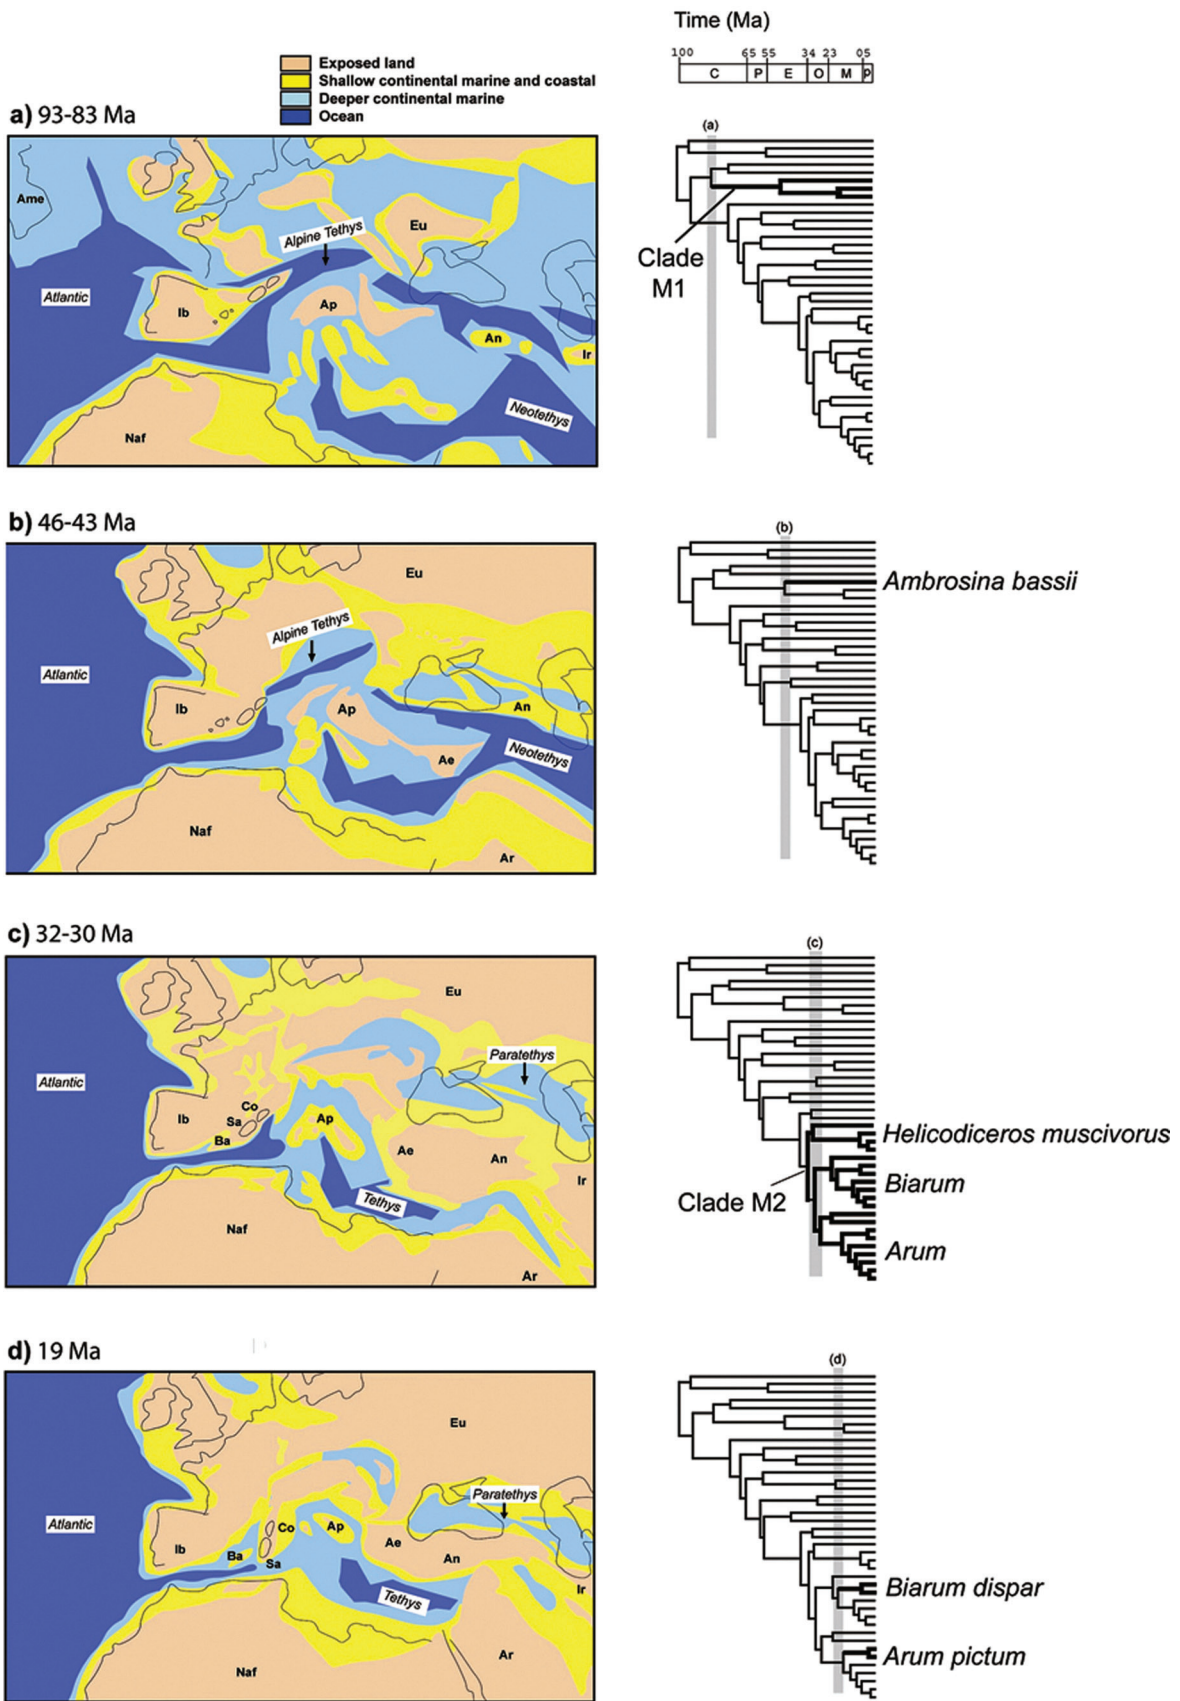 Time (Ma)
100 65 55 34 23 05
C P E O M p
Exposed land
Shallow continental marine and coastal
Deeper continental marine
Ocean
a) 93-83 Ma
(a)
Ame
Alpine Tethys
Eu
Atlantic
Ib
Ap
An
Ir
Neotethys
Naf
Clade
M1
b) 46-43 Ma
(b)
Eu
Alpine Tethys
Atlantic
Ib
Ap
An
Neotethys
Ae
Naf
Ar
Ambrosina bassii
c) 32-30 Ma
(c)
Eu
Paratethys
Atlantic
Co
Ib
Sa
Ap
Ba
Ae
An
Ir
Tethys
Naf
Ar
Helicodiceros muscivorus
Biarum
Clade M2
Arum
d) 19 Ma
(d)
Eu
Paratethys
Atlantic
Co
Ap
Ib
Ba
Ae
An
Sa
Ir
Tethys
Ar
Naf
Biarum dispar
Arum pictum